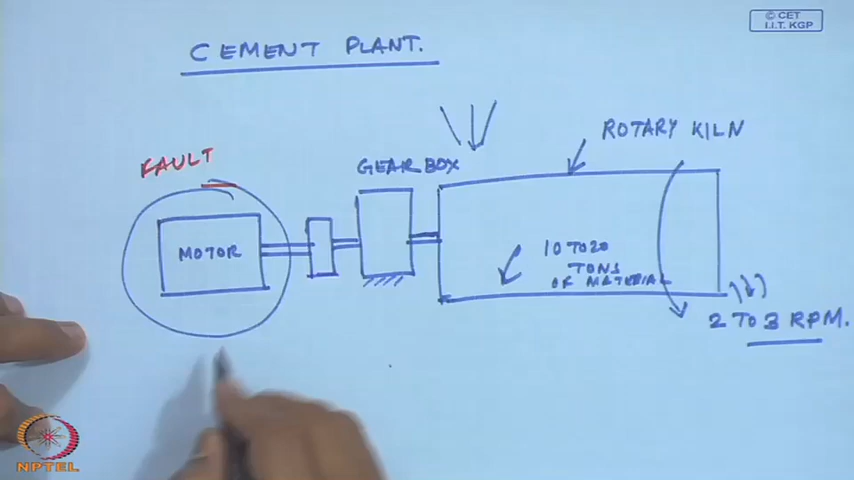 © CET
I.I.T. KGP
CEMENT PLANT.
ROTARY KILN
FAULT
GEAR BOX
MOTOR
10 TO 20
TONS
OF MATERIAL
2 TO 3 RPM.
NPTEL